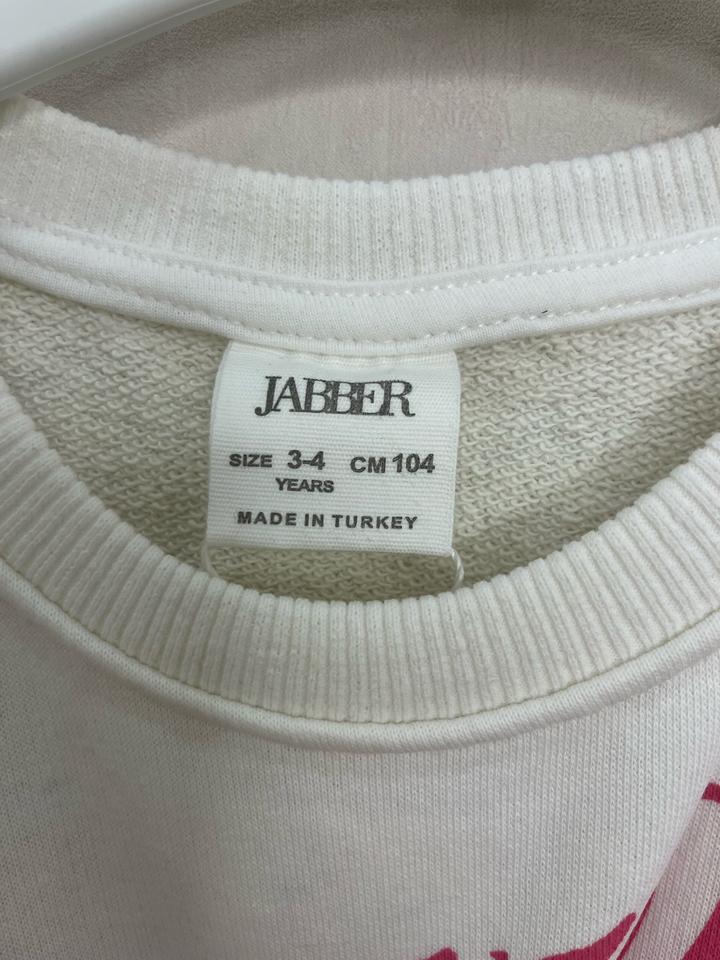 JABBER
SIZE 3-4 CM 104
YEARS
MADE IN TURKEY